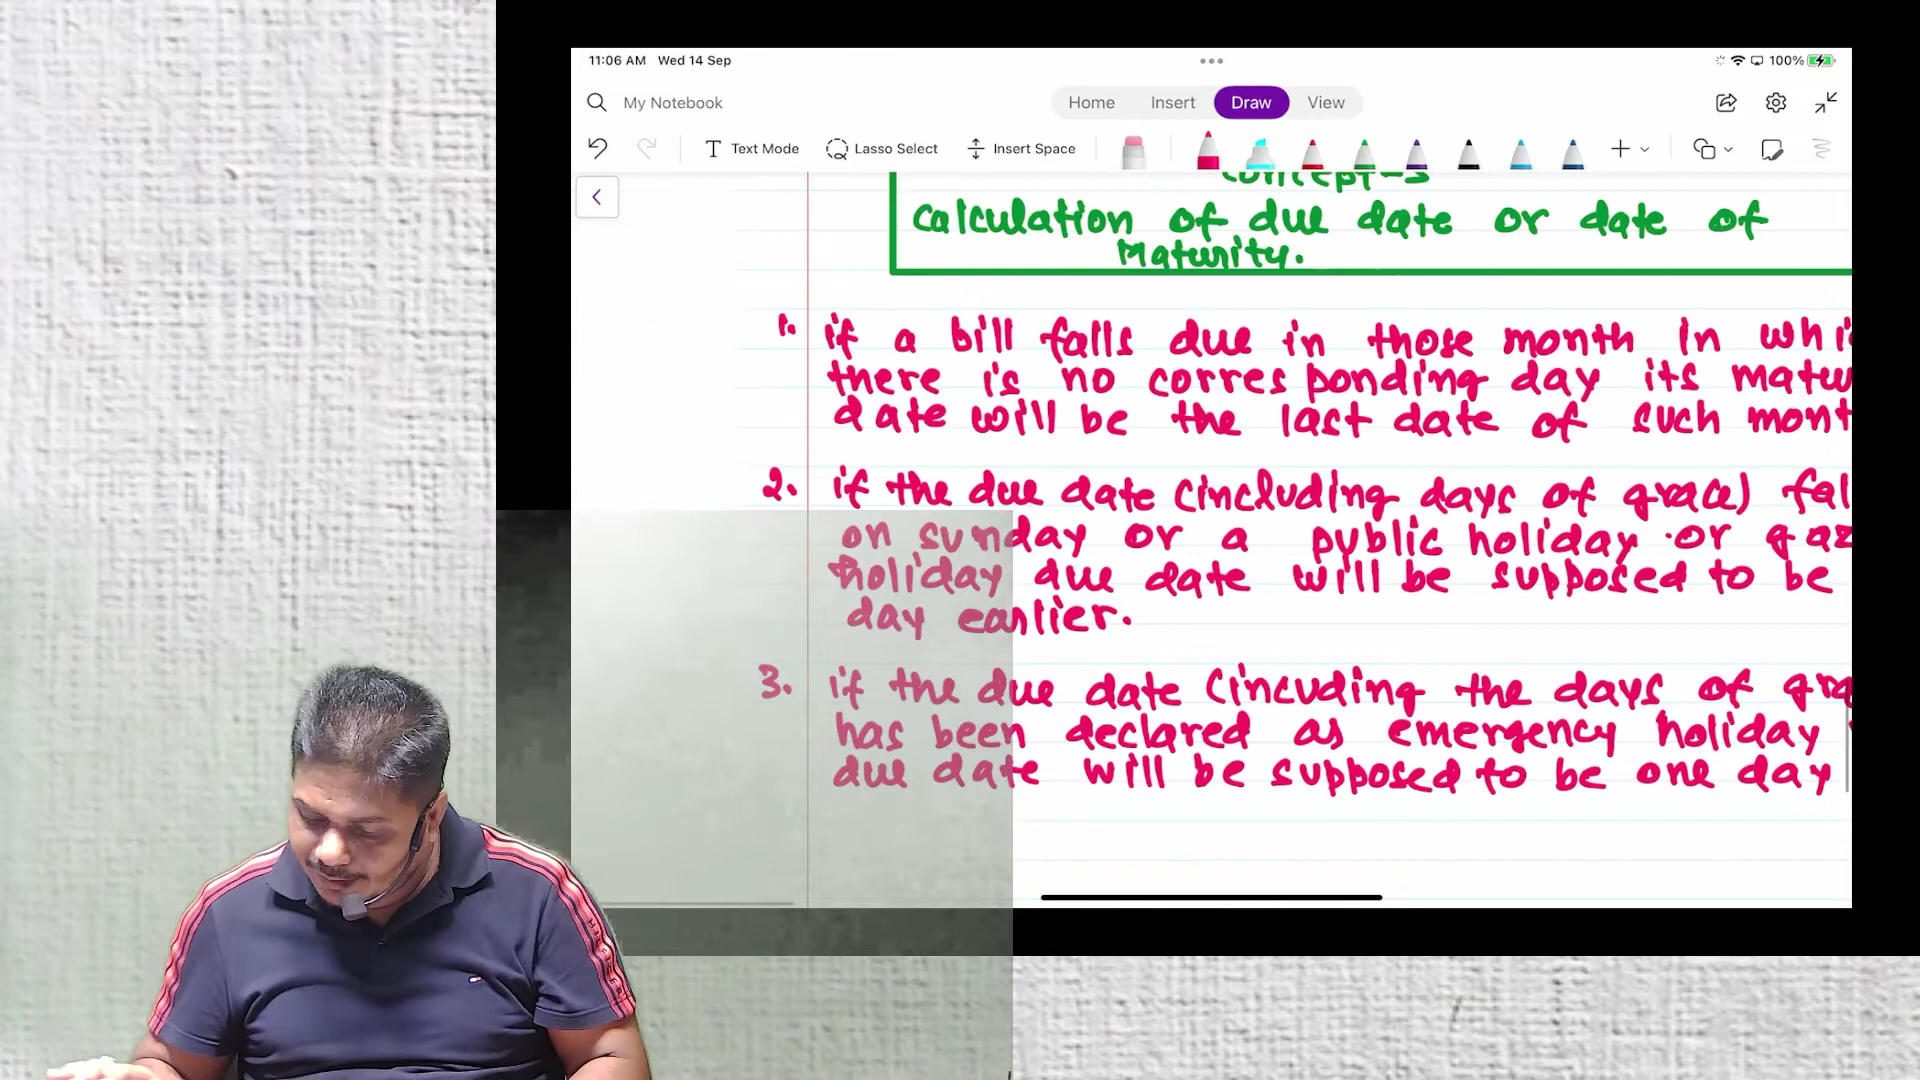 11:06 AM Wed 14 Sep
100%
My Notebook
Home Insert Draw View
Text Mode Lasso Select Insert Space
Concept-3
Calculation of due date or date of
Maturity.
1. if a bill falls due in those month in whi
there is no corresponding day its matu
date will be the last date of such mont
2. if the due date (including days of grace) fal
on sunday or a public holiday or gaz
holiday due date will be supposed to be
day earlier.
3. if the due date (incuding the days of gra
has been declared as emergency holiday
due date will be supposed to be one day